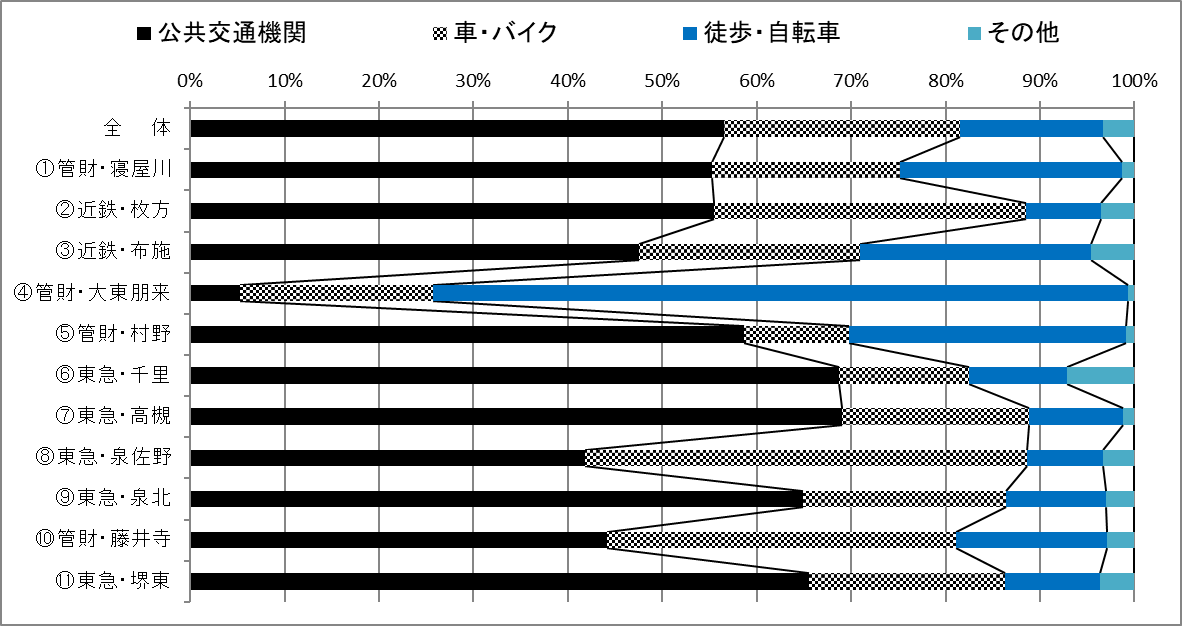 公共交通機関 車・バイク 徒歩・自転車 その他
0% 10% 20% 30% 40% 50% 60% 70% 80% 90% 100%
全 体
①管財・寝屋川
②近鉄・枚方
③近鉄・布施
④管財・大東朋来
⑤管財・村野
⑥東急・千里
⑦東急・高槻
⑧東急・泉佐野
⑨東急・泉北
⑩管財・藤井寺
⑪東急・堺東